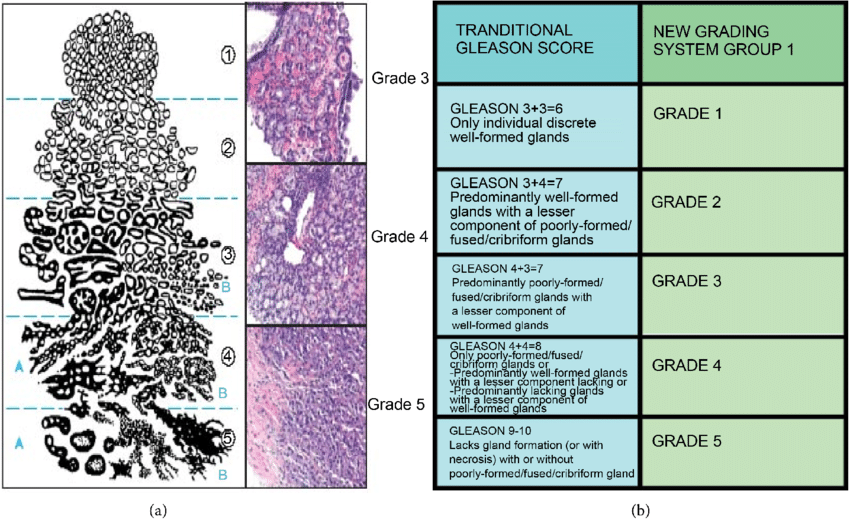 1
2
3
B
4
A
B
5
A
B
Grade 3
Grade 4
Grade 5
(a)
TRANDITIONAL
GLEASON SCORE
NEW GRADING
SYSTEM GROUP 1
GLEASON 3+3=6
Only individual discrete
well-formed glands
GRADE 1
GLEASON 3+4=7
Predominantly well-formed
glands with a lesser
component of poorly-formed/
fused/cribriform glands
GRADE 2
GLEASON 4+3=7
Predominantly poorly-formed/
fused/cribriform glands with
a lesser component of
well-formed glands
GRADE 3
GLEASON 4+4=8
Only poorly-formed/fused/
cribriform glands or
-Predominantly well-formed glands
with a lesser component lacking or
-Predominantly lacking glands
with a lesser component of
well-formed glands
GRADE 4
GLEASON 9-10
Lacks gland formation (or with
necrosis) with or without
poorly-formed/fused/cribriform gland
GRADE 5
(b)